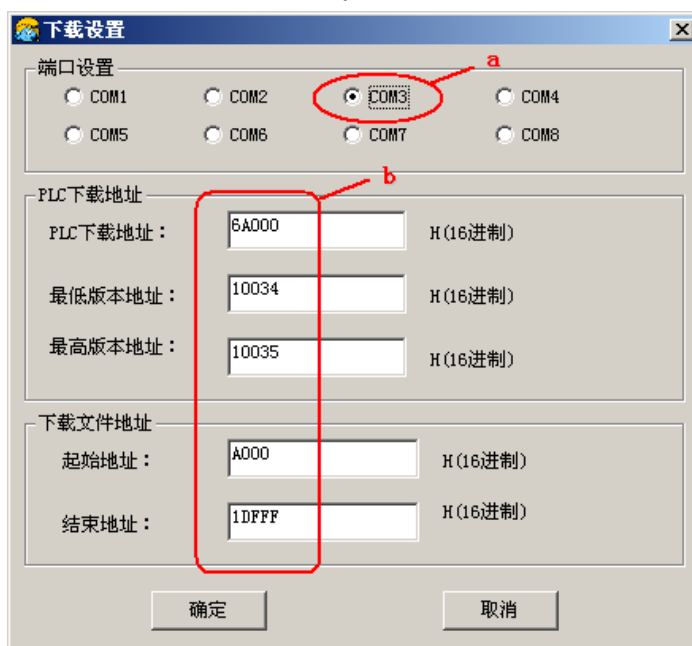 下载设置
端口设置
a
COM1 COM2 COM3 COM4
COM5 COM6 COM7 COM8
b
PLC下载地址
PLC下载地址： 6A000 H(16进制)
最低版本地址： 10034 H(16进制)
最高版本地址： 10035 H(16进制)
下载文件地址
起始地址： A000 H(16进制)
结束地址： 1DFFF H(16进制)
确定 取消